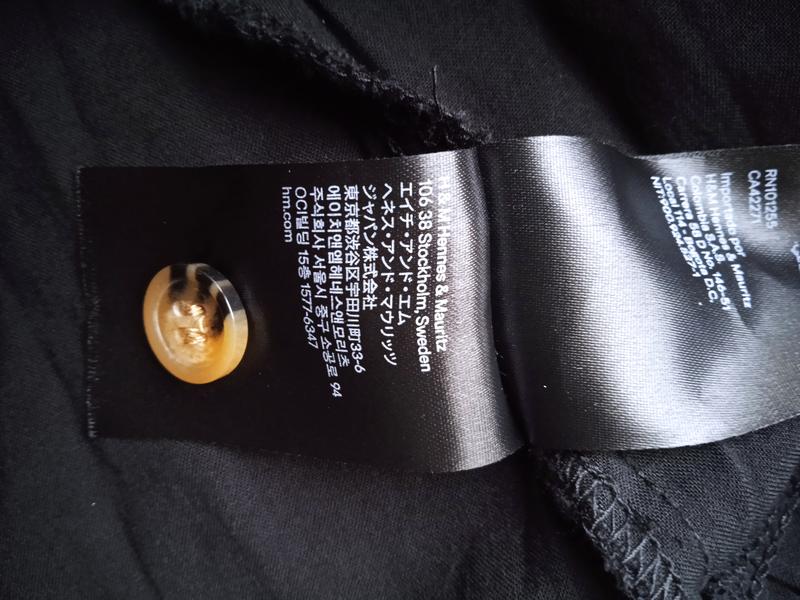 RN101255
CA42271
Importado por
H&M Hennes & Mauritz
Colombia S.A.S.
H & M Hennes & Mauritz
106 38 Stockholm, Sweden
エイチ・アンド・エム
ヘネス・アンド・マウリッツ
ジャパン株式会社
東京都渋谷区宇田川町33-6
에이치앤엠헤네스앤모리츠
주식회사 서울시 중구 소공로 94
OCI빌딩 15층 1577-6347
hm.com